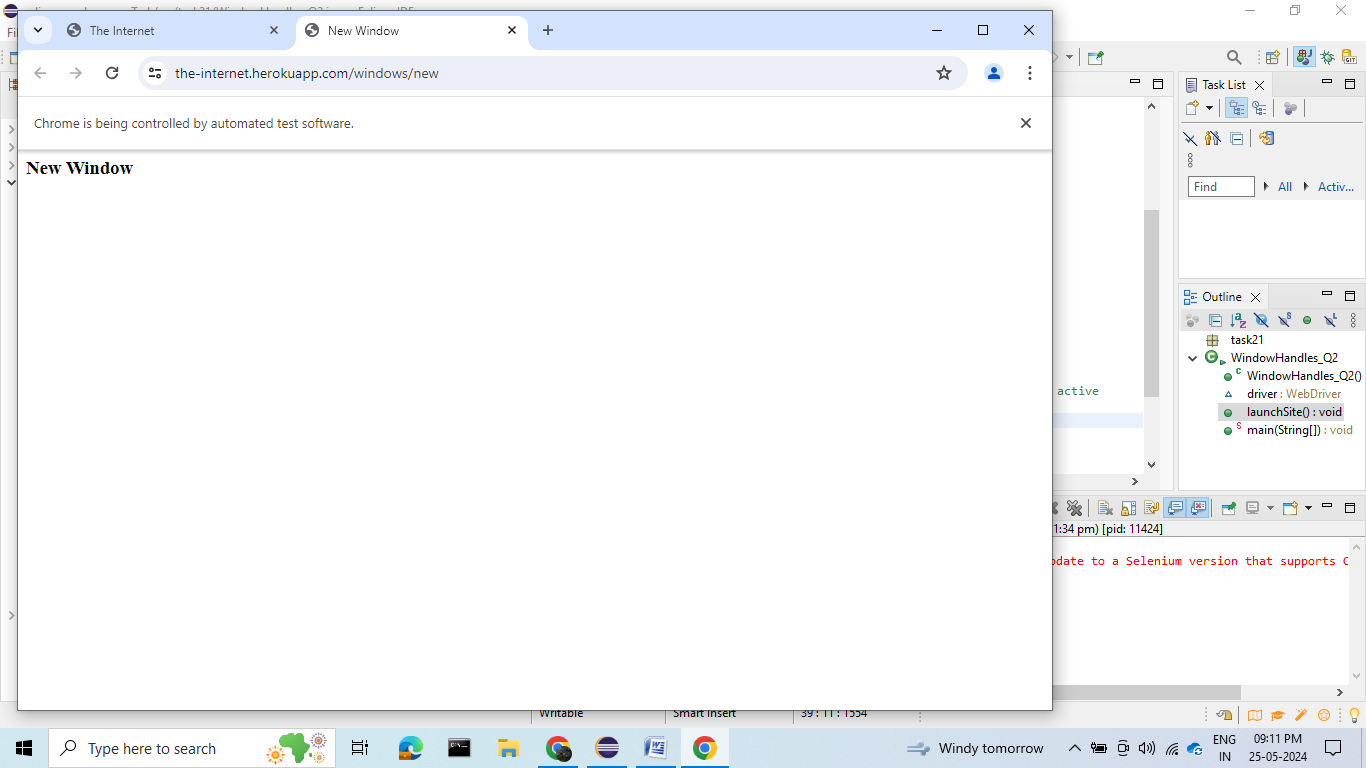 The Internet
New Window
the-internet.herokuapp.com/windows/new
Chrome is being controlled by automated test software.
New Window
Task List
Find
All
Activ...
Outline
task21
WindowHandles_Q2
WindowHandles_Q2()
driver : WebDriver
launchSite() : void
main(String[]) : void
active
1:34 pm) [pid: 11424]
to a Selenium version that supports
Writable
Smart Insert
39 : 11 : 1554
Type here to search
Windy tomorrow
ENG
IN
09:11 PM
25-05-2024